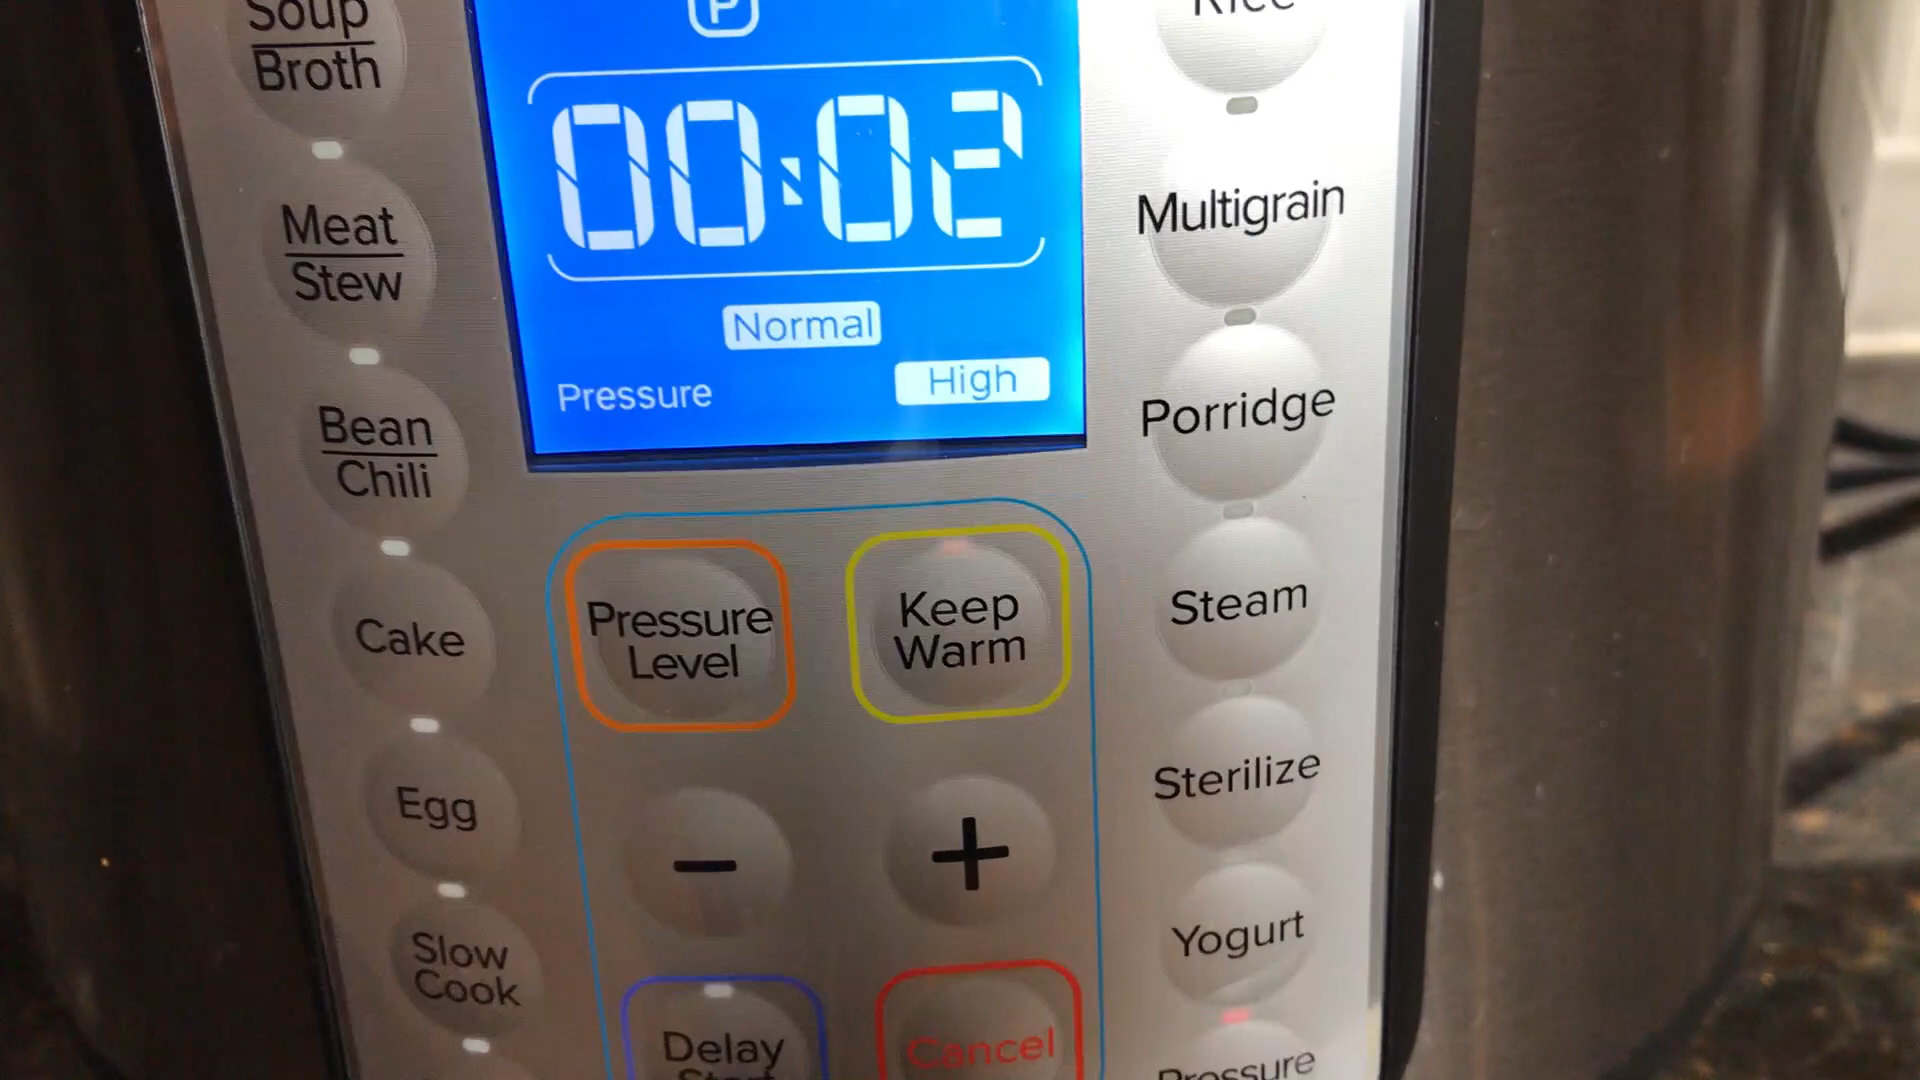 Soup
Broth
Meat
Stew
Bean
Chili
Cake
Egg
Slow
Cook
P
00:02
Normal
Pressure High
Pressure
Level
Keep
Warm
−
+
Delay
Start
Cancel
Rice
Multigrain
Porridge
Steam
Sterilize
Yogurt
Pressure